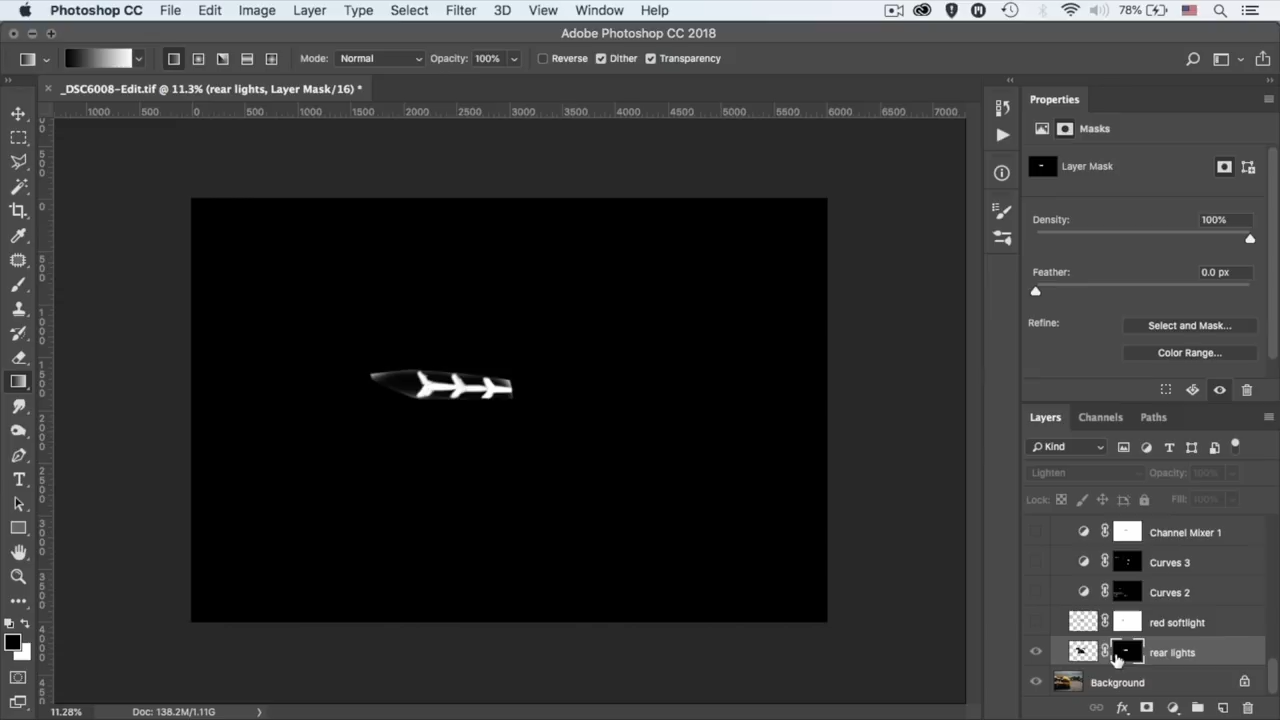 Photoshop CC File Edit Image Layer Type Select Filter 3D View Window Help 78%
Adobe Photoshop CC 2018
Mode: Normal Opacity: 100% Reverse Dither Transparency
_DSC6008-Edit.tif @ 11.3% (rear lights, Layer Mask/16) *
1000 500 0 500 1000 1500 2000 2500 3000 3500 4000 4500 5000 5500 6000 6500 7000
Properties
Masks
Layer Mask
Density: 100%
Feather: 0.0 px
Refine: Select and Mask...
Color Range...
Layers Channels Paths
Kind
Lighten Opacity: 100%
Lock: Fill: 100%
Channel Mixer 1
Curves 3
Curves 2
red softlight
rear lights
Background
11.28% Doc: 138.2M/1.11G